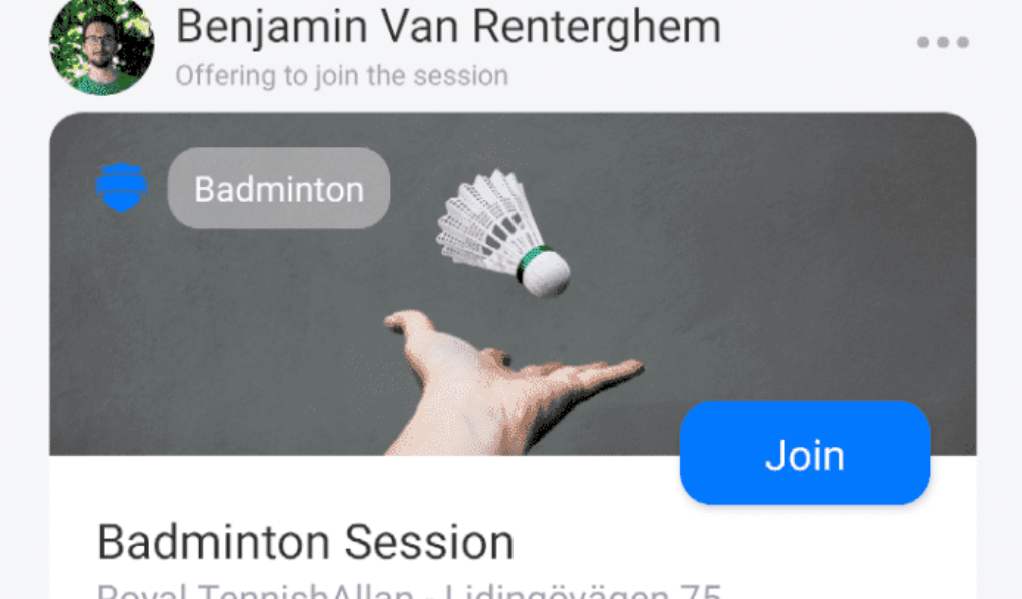 Benjamin Van Renterghem
Offering to join the session
Badminton
Join
Badminton Session
Royal TennishAllan - Lidingövägen 75